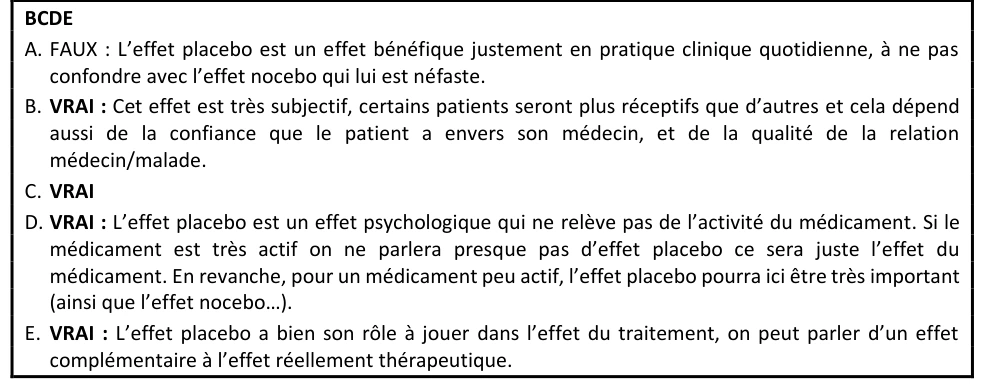 BCDE
A. FAUX : L’effet placebo est un effet bénéfique justement en pratique clinique quotidienne, à ne pas
confondre avec l’effet nocebo qui lui est néfaste.
B. VRAI : Cet effet est très subjectif, certains patients seront plus réceptifs que d’autres et cela dépend
aussi de la confiance que le patient a envers son médecin, et de la qualité de la relation
médecin/malade.
C. VRAI
D. VRAI : L’effet placebo est un effet psychologique qui ne relève pas de l’activité du médicament. Si le
médicament est très actif on ne parlera presque pas d’effet placebo ce sera juste l’effet du
médicament. En revanche, pour un médicament peu actif, l’effet placebo pourra ici être très important
(ainsi que l’effet nocebo…).
E. VRAI : L’effet placebo a bien son rôle à jouer dans l’effet du traitement, on peut parler d’un effet
complémentaire à l’effet réellement thérapeutique.